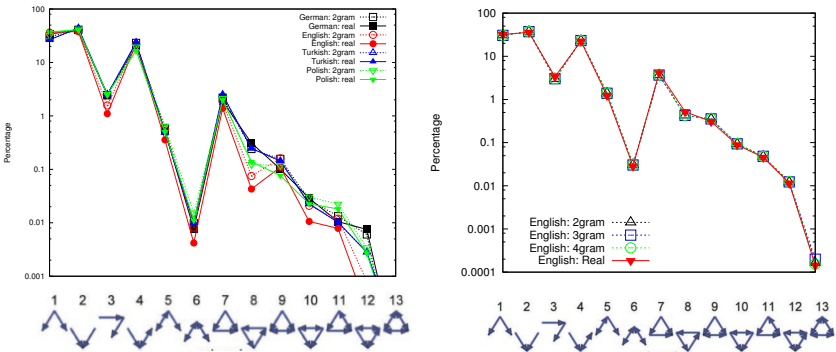 100
10
1
0.1
0.01
0.001
Percentage
German: 2gram
German: real
English: 2gram
English: real
Turkish: 2gram
Turkish: real
Polish: 2gram
Polish: real
1 2 3 4 5 6 7 8 9 10 11 12 13
100
10
1
0.1
0.01
0.001
0.0001
Percentage
English: 2gram
English: 3gram
English: 4gram
English: Real
1 2 3 4 5 6 7 8 9 10 11 12 13